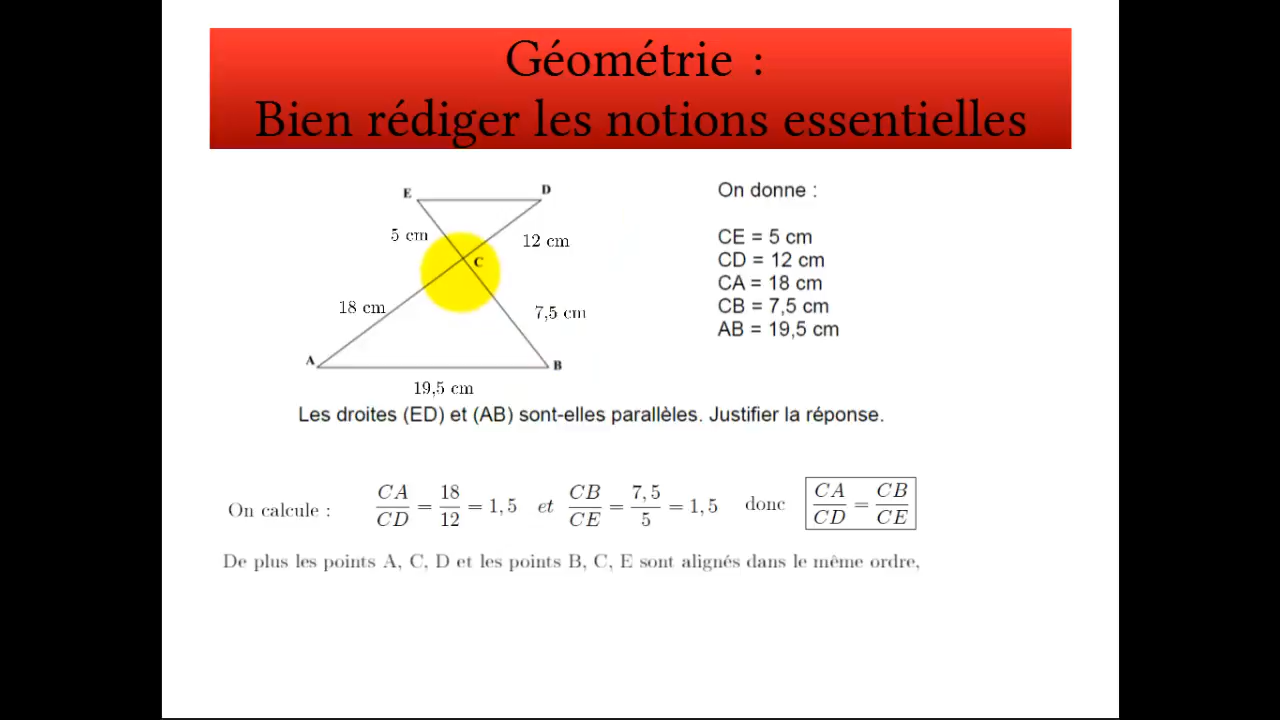 Géométrie :
Bien rédiger les notions essentielles
E
D
5 cm
12 cm
C
18 cm
7,5 cm
A
B
19,5 cm
On donne :
CE = 5 cm
CD = 12 cm
CA = 18 cm
CB = 7,5 cm
AB = 19,5 cm
Les droites (ED) et (AB) sont-elles parallèles. Justifier la réponse.
On calcule : CA/CD = 18/12 = 1,5 et CB/CE = 7,5/5 = 1,5 donc CA/CD = CB/CE
De plus les points A, C, D et les points B, C, E sont alignés dans le même ordre,